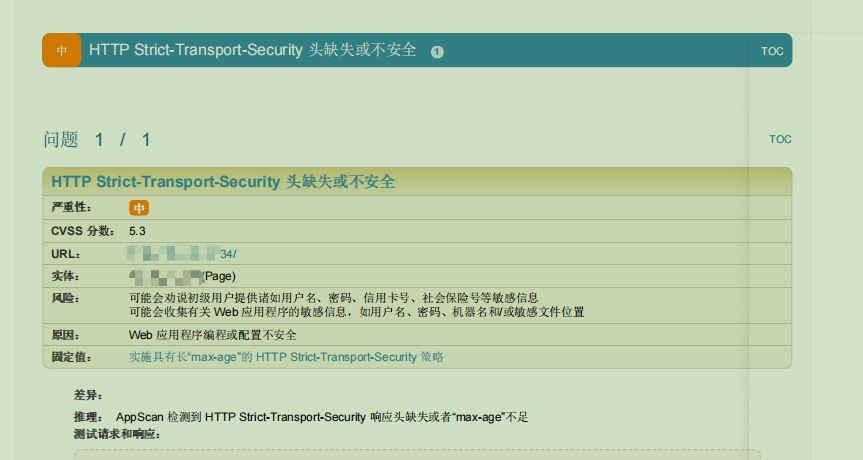 中 HTTP Strict-Transport-Security 头缺失或不安全 1 TOC
问题 1 / 1 TOC
HTTP Strict-Transport-Security 头缺失或不安全
严重性： 中
CVSS 分数： 5.3
URL： 34/
实体： (Page)
风险： 可能会劝说初级用户提供诸如用户名、密码、信用卡号、社会保险号等敏感信息
可能会收集有关 Web 应用程序的敏感信息，如用户名、密码、机器名和/或敏感文件位置
原因： Web 应用程序编程或配置不安全
固定值： 实施具有长“max-age”的 HTTP Strict-Transport-Security 策略
差异：
推理： AppScan 检测到 HTTP Strict-Transport-Security 响应头缺失或者“max-age”不足
测试请求和响应：